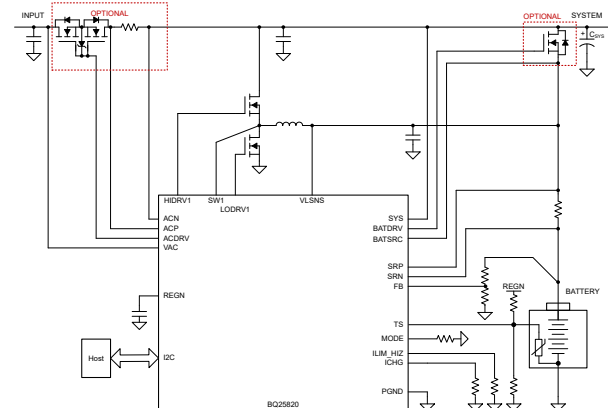 INPUT
OPTIONAL
OPTIONAL
SYSTEM
+
CSYS
HIDRV1
SW1
LODRV1
VLSNS
ACN
ACP
ACDRV
VAC
SYS
BATDRV
BATSRC
SRP
SRN
FB
REGN
BATTERY
REGN
TS
MODE
Host
I2C
ILIM_HIZ
ICHG
PGND
BQ25820